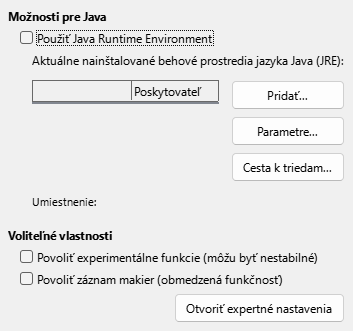 Možnosti pre Java
Použiť Java Runtime Environment
Aktuálne nainštalované behové prostredia jazyka Java (JRE):
Poskytovateľ
Pridať...
Parametre...
Cesta k triedam...
Umiestnenie:
Voliteľné vlastnosti
Povoliť experimentálne funkcie (môžu byť nestabilné)
Povoliť záznam makier (obmedzená funkčnosť)
Otvoriť expertné nastavenia